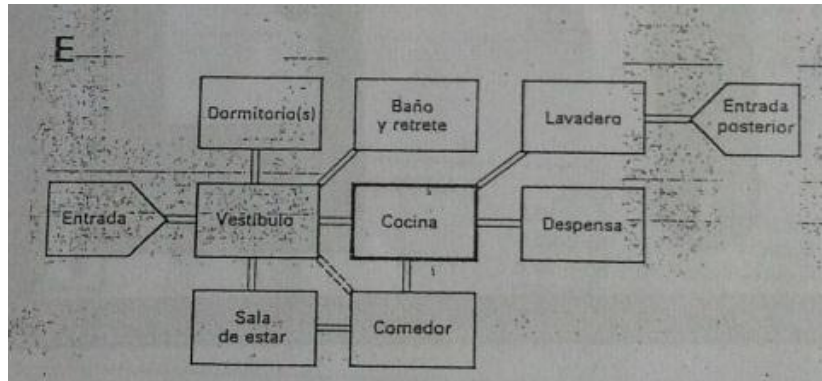 E
Dormitorio(s)
Baño
y retrete
Lavadero
Entrada
posterior
Entrada
Vestíbulo
Cocina
Despensa
Sala
de estar
Comedor